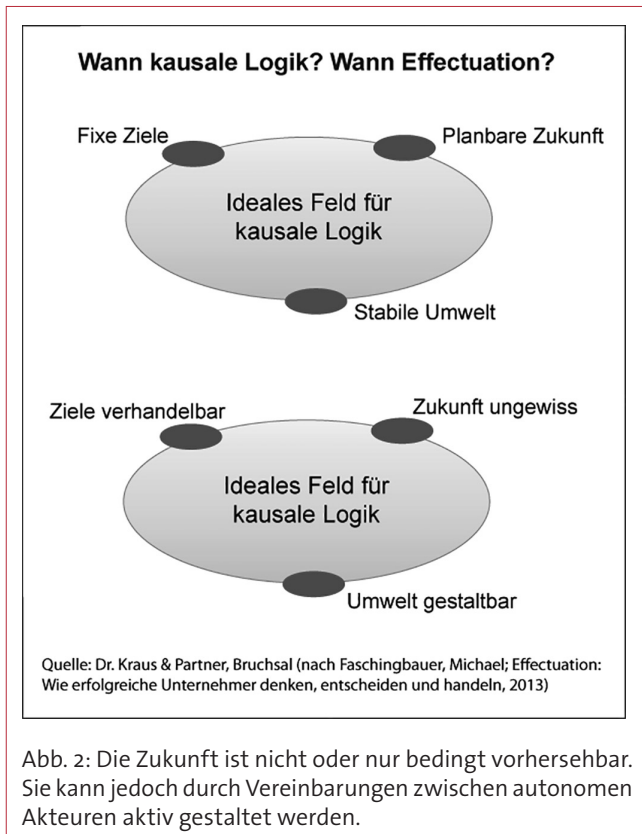 Wann kausale Logik? Wann Effectuation?
Fixe Ziele
Planbare Zukunft
Ideales Feld für
kausale Logik
Stabile Umwelt
Ziele verhandelbar
Zukunft ungewiss
Ideales Feld für
kausale Logik
Umwelt gestaltbar
Quelle: Dr. Kraus & Partner, Bruchsal (nach Faschingbauer, Michael; Effectuation:
Wie erfolgreiche Unternehmer denken, entscheiden und handeln, 2013)
Abb. 2: Die Zukunft ist nicht oder nur bedingt vorhersehbar.
Sie kann jedoch durch Vereinbarungen zwischen autonomen
Akteuren aktiv gestaltet werden.